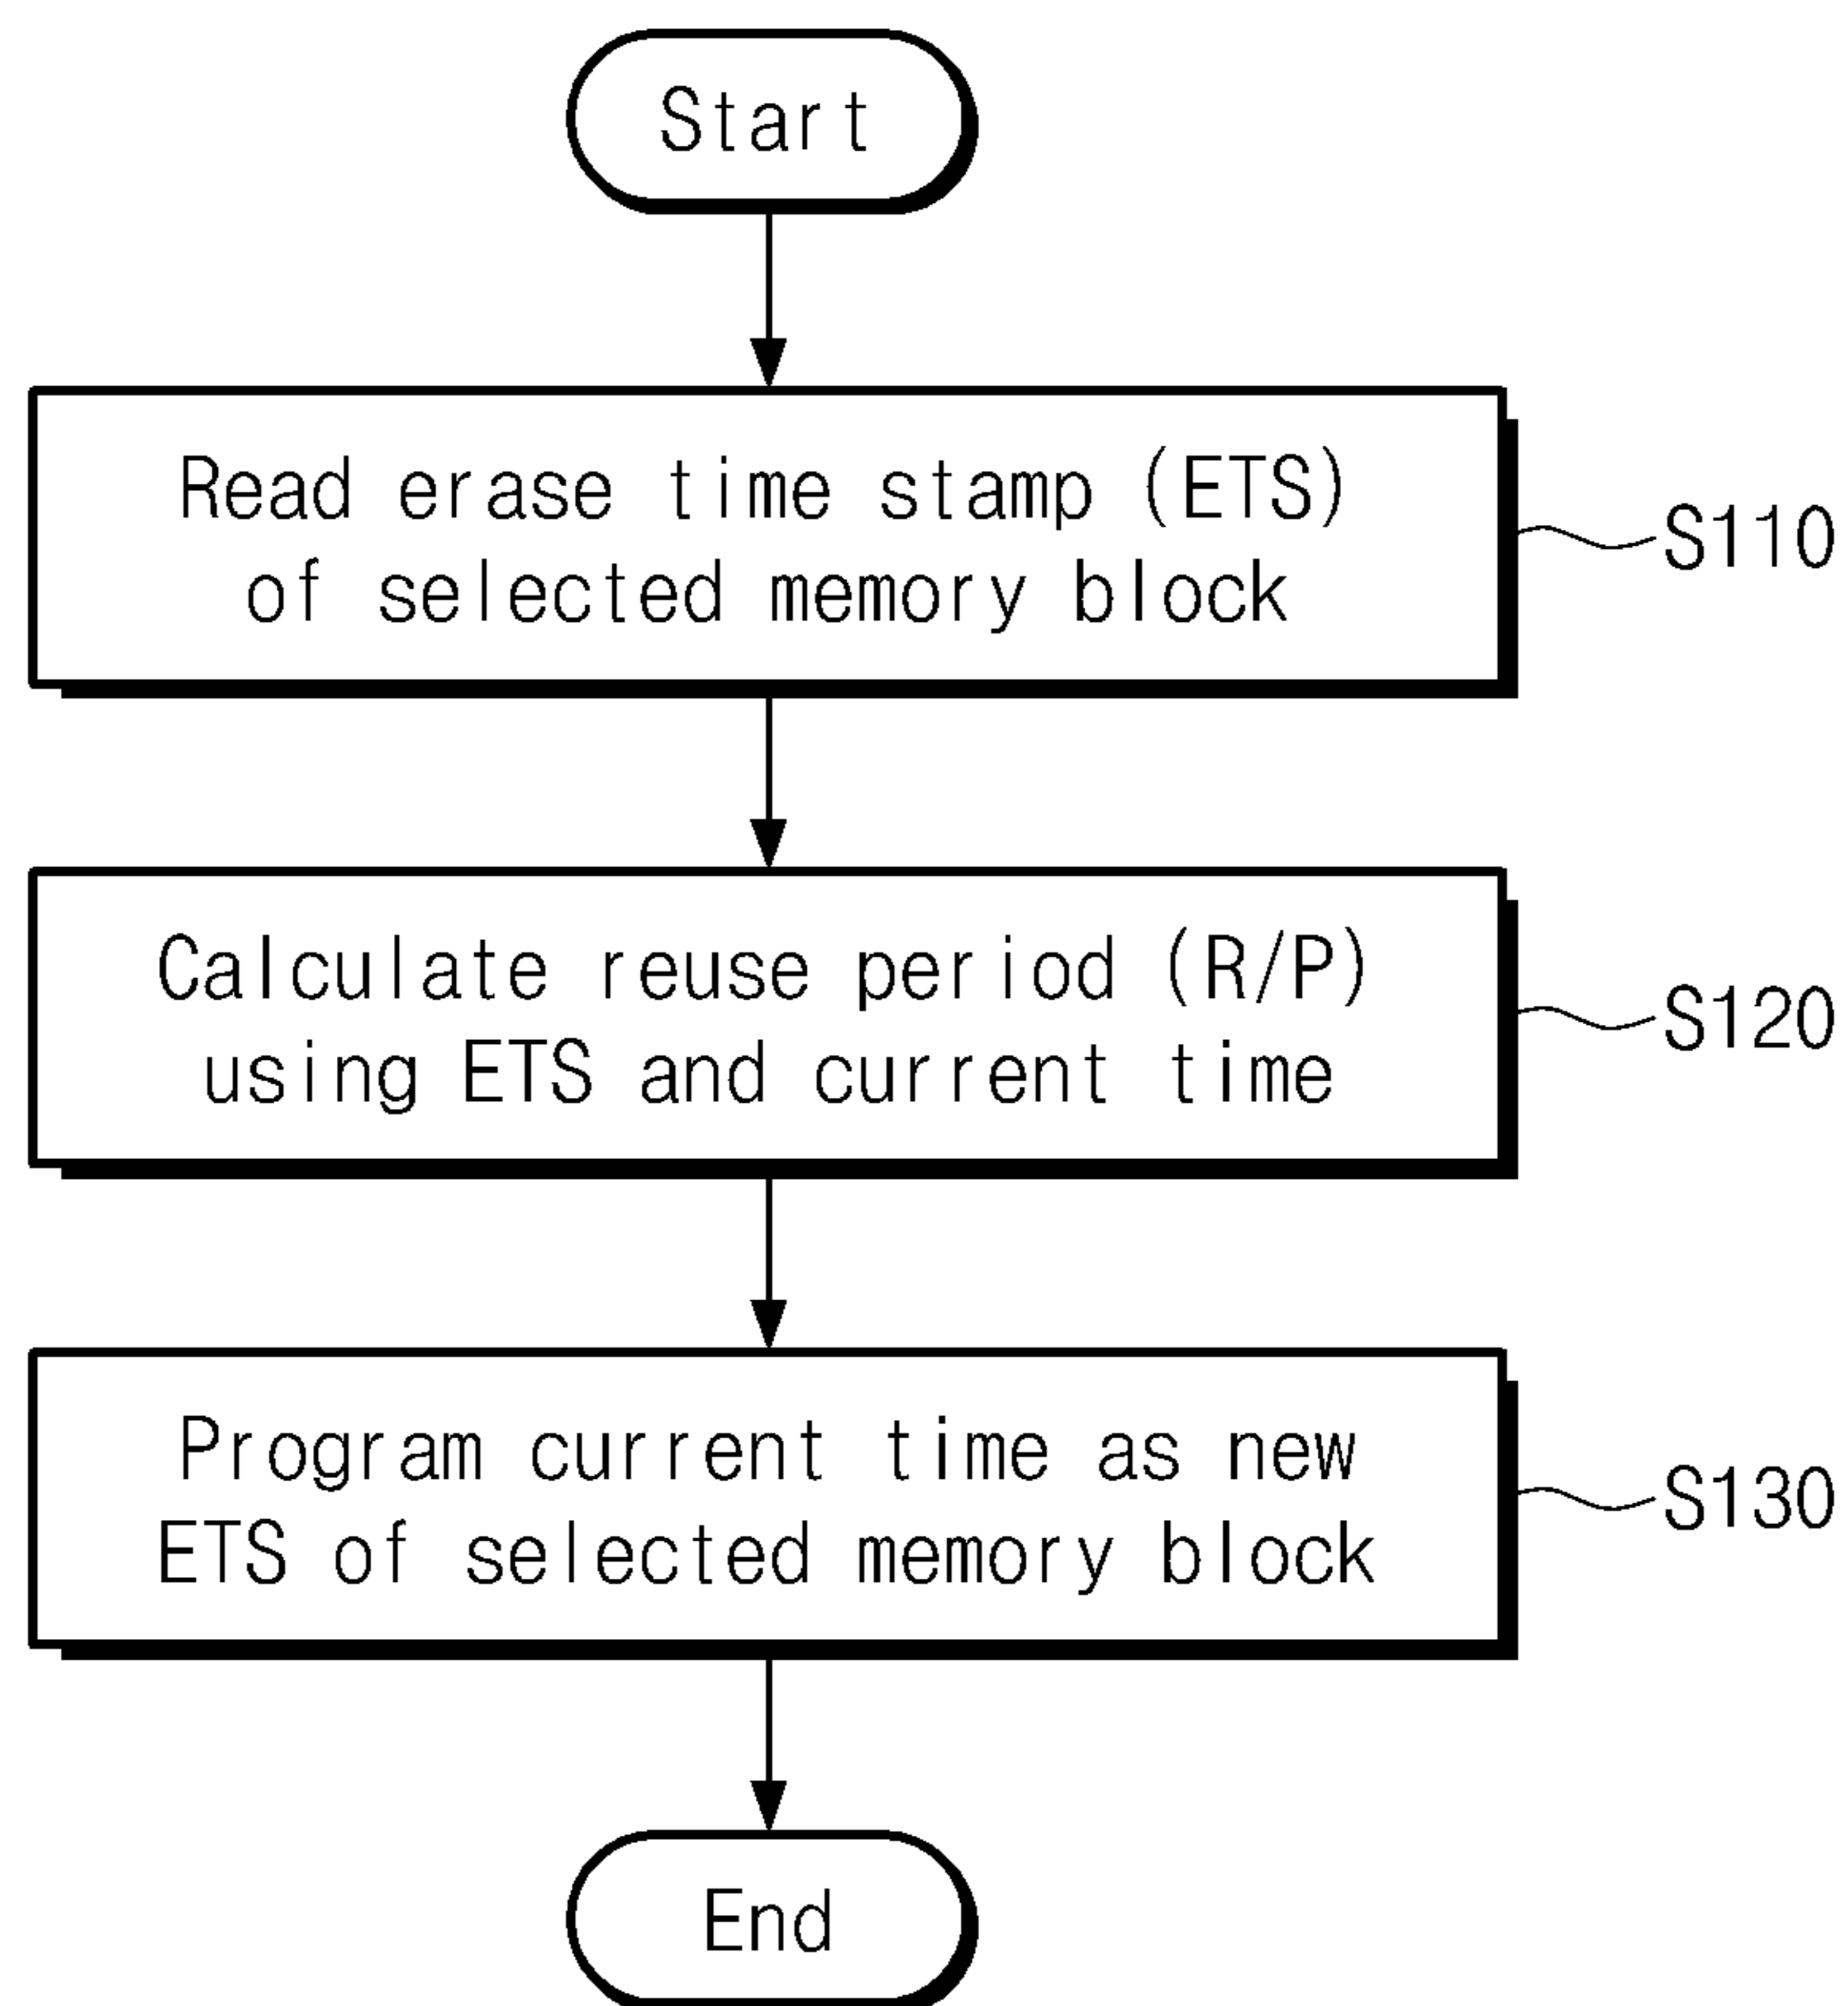 Start
Read erase time stamp (ETS)
of selected memory block
S110
Calculate reuse period (R/P)
using ETS and current time
S120
Program current time as new
ETS of selected memory block
S130
End